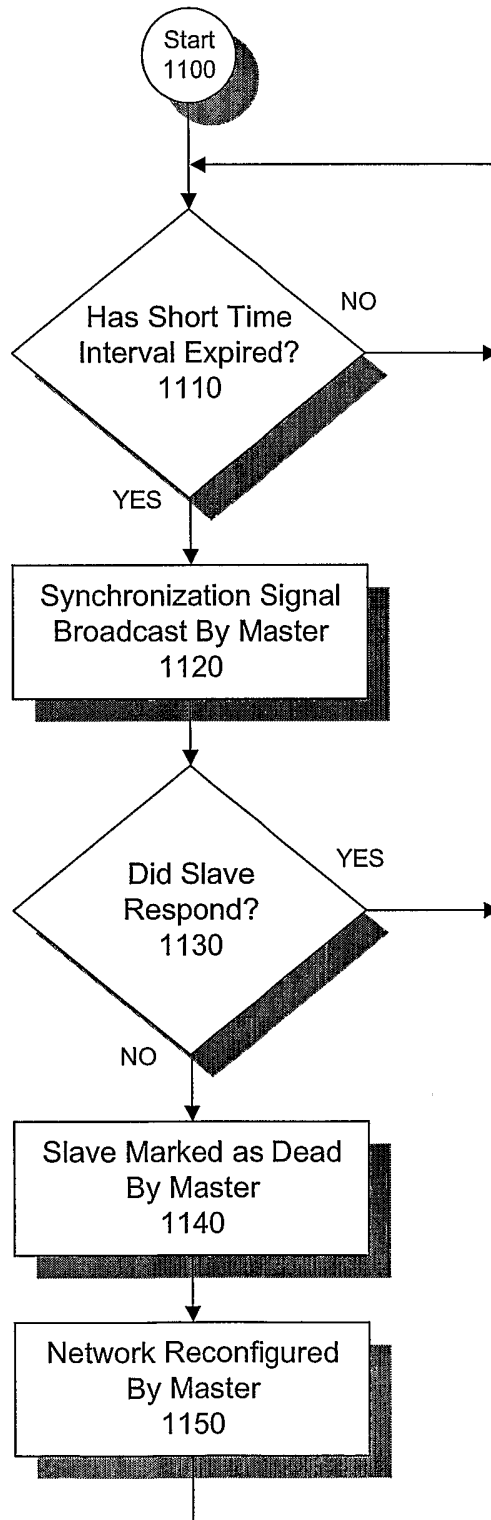 Start
1100
Has Short Time
Interval Expired?
1110
NO
YES
Synchronization Signal
Broadcast By Master
1120
Did Slave
Respond?
1130
YES
NO
Slave Marked as Dead
By Master
1140
Network Reconfigured
By Master
1150